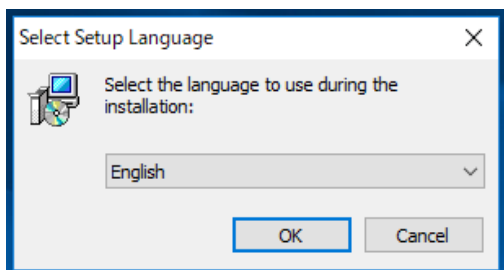 Select Setup Language
Select the language to use during the
installation:
English
OK
Cancel